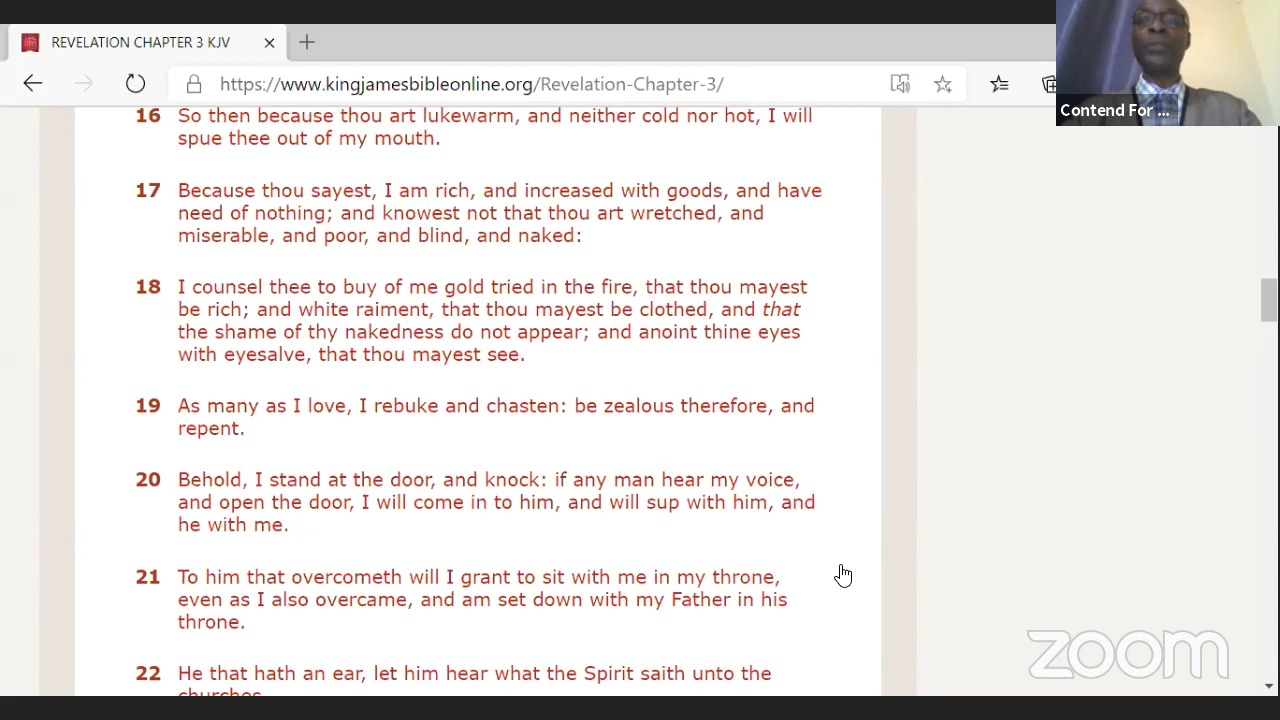 REVELATION CHAPTER 3 KJV
https://www.kingjamesbibleonline.org/Revelation-Chapter-3/
Contend For ...
16 So then because thou art lukewarm, and neither cold nor hot, I will
spue thee out of my mouth.
17 Because thou sayest, I am rich, and increased with goods, and have
need of nothing; and knowest not that thou art wretched, and
miserable, and poor, and blind, and naked:
18 I counsel thee to buy of me gold tried in the fire, that thou mayest
be rich; and white raiment, that thou mayest be clothed, and that
the shame of thy nakedness do not appear; and anoint thine eyes
with eyesalve, that thou mayest see.
19 As many as I love, I rebuke and chasten: be zealous therefore, and
repent.
20 Behold, I stand at the door, and knock: if any man hear my voice,
and open the door, I will come in to him, and will sup with him, and
he with me.
21 To him that overcometh will I grant to sit with me in my throne,
even as I also overcame, and am set down with my Father in his
throne.
22 He that hath an ear, let him hear what the Spirit saith unto the
churches.
zoom